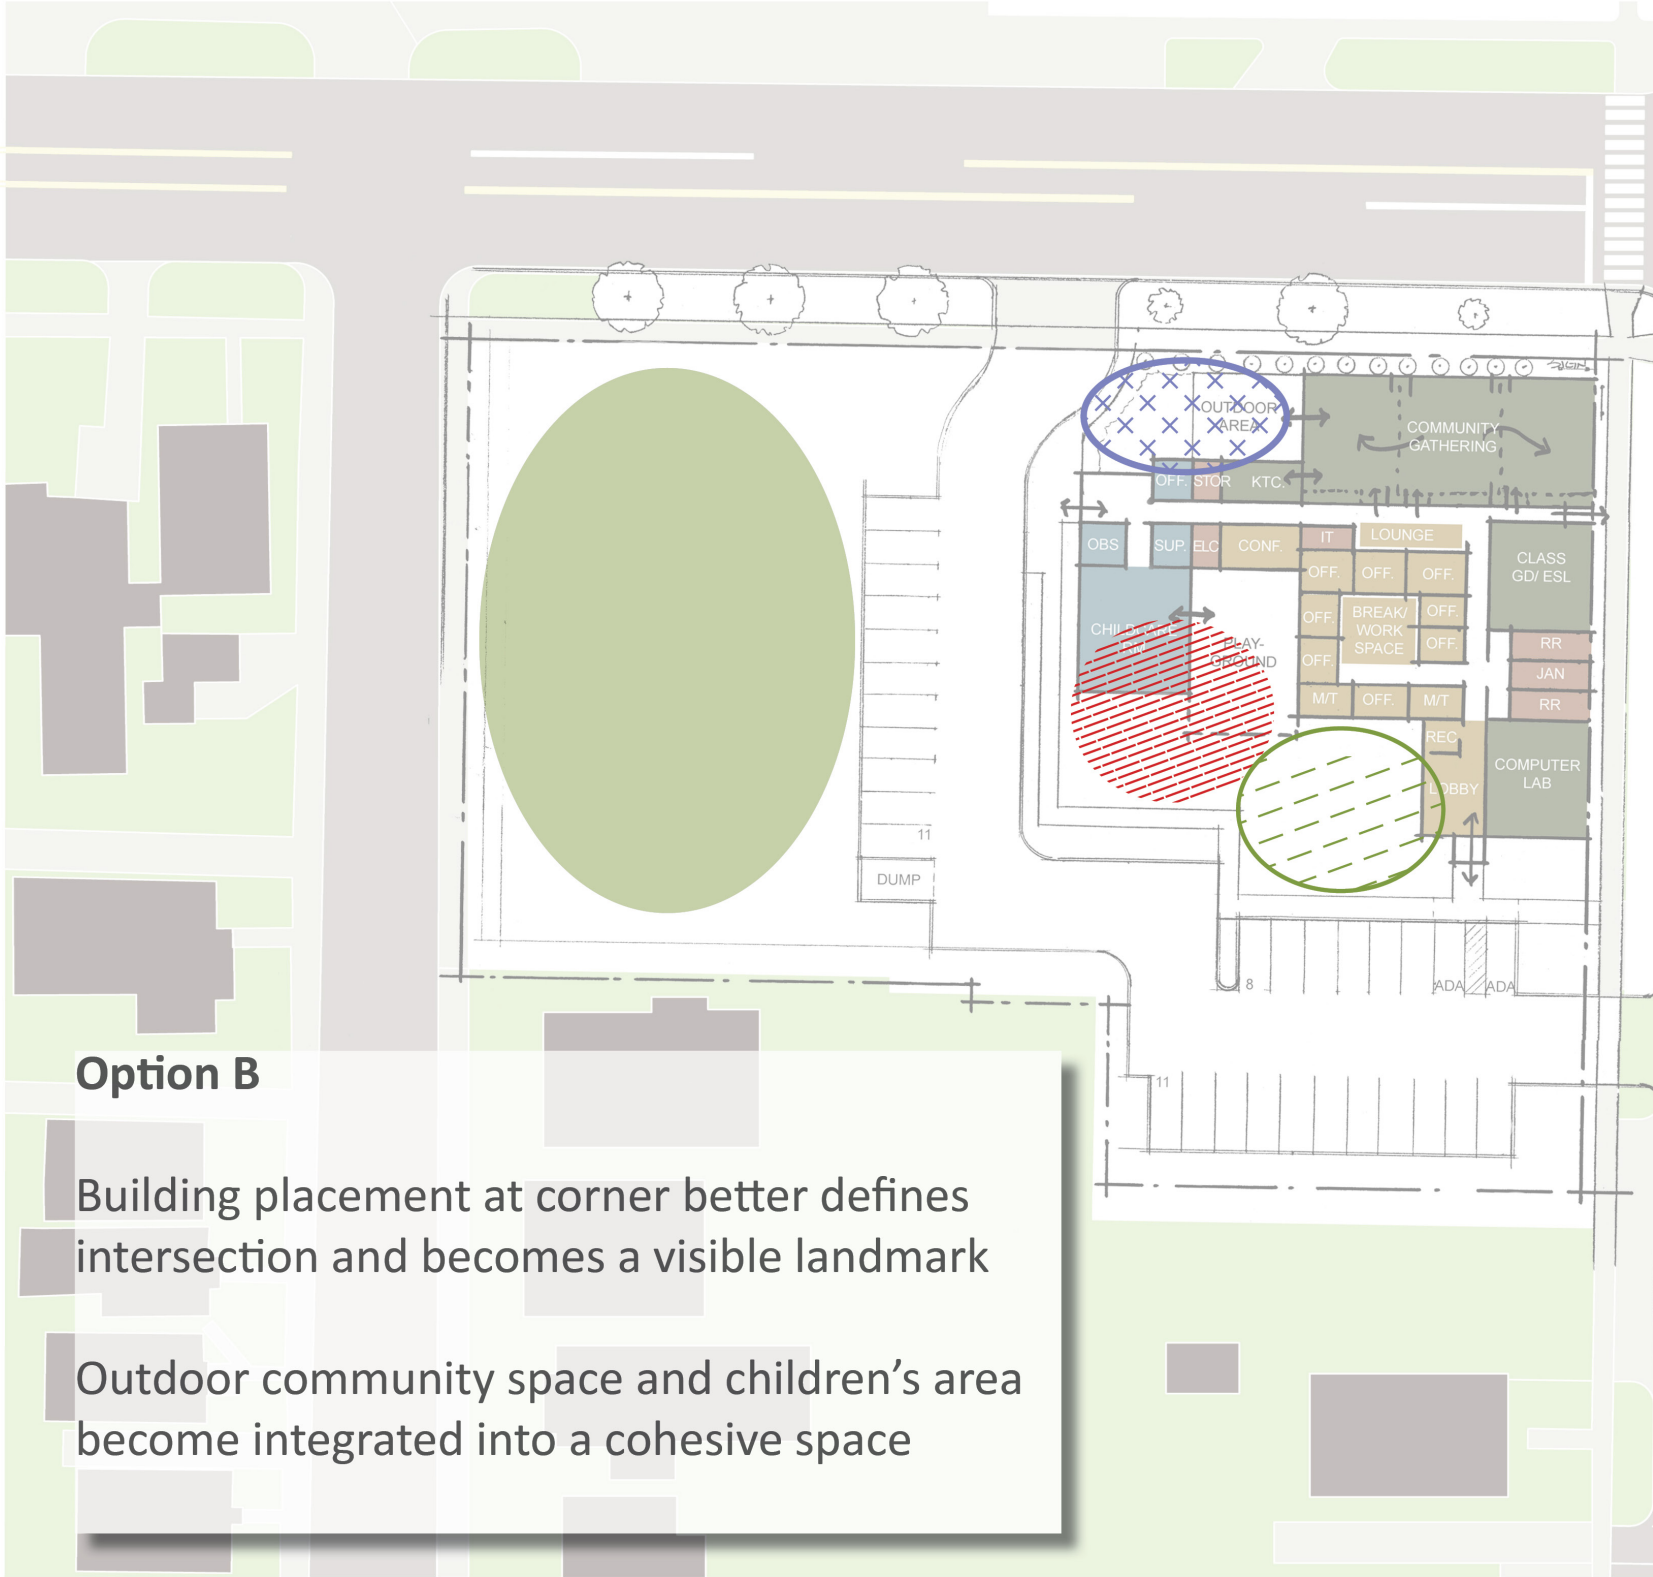 SIGN
OUTDOOR
AREA
COMMUNITY
GATHERING
OFF.
STOR
KTC.
OBS
SUP.
ELC
CONF.
IT
LOUNGE
CLASS
GD/ ESL
OFF.
OFF.
OFF.
OFF.
BREAK/
WORK
SPACE
OFF.
OFF.
OFF.
CHILDCARE
RM
PLAY-
GROUND
RR
JAN
RR
M/T
OFF.
M/T
REC
LOBBY
COMPUTER
LAB
11
DUMP
8
ADA
ADA
11
Option B
Building placement at corner better defines
intersection and becomes a visible landmark
Outdoor community space and children’s area
become integrated into a cohesive space